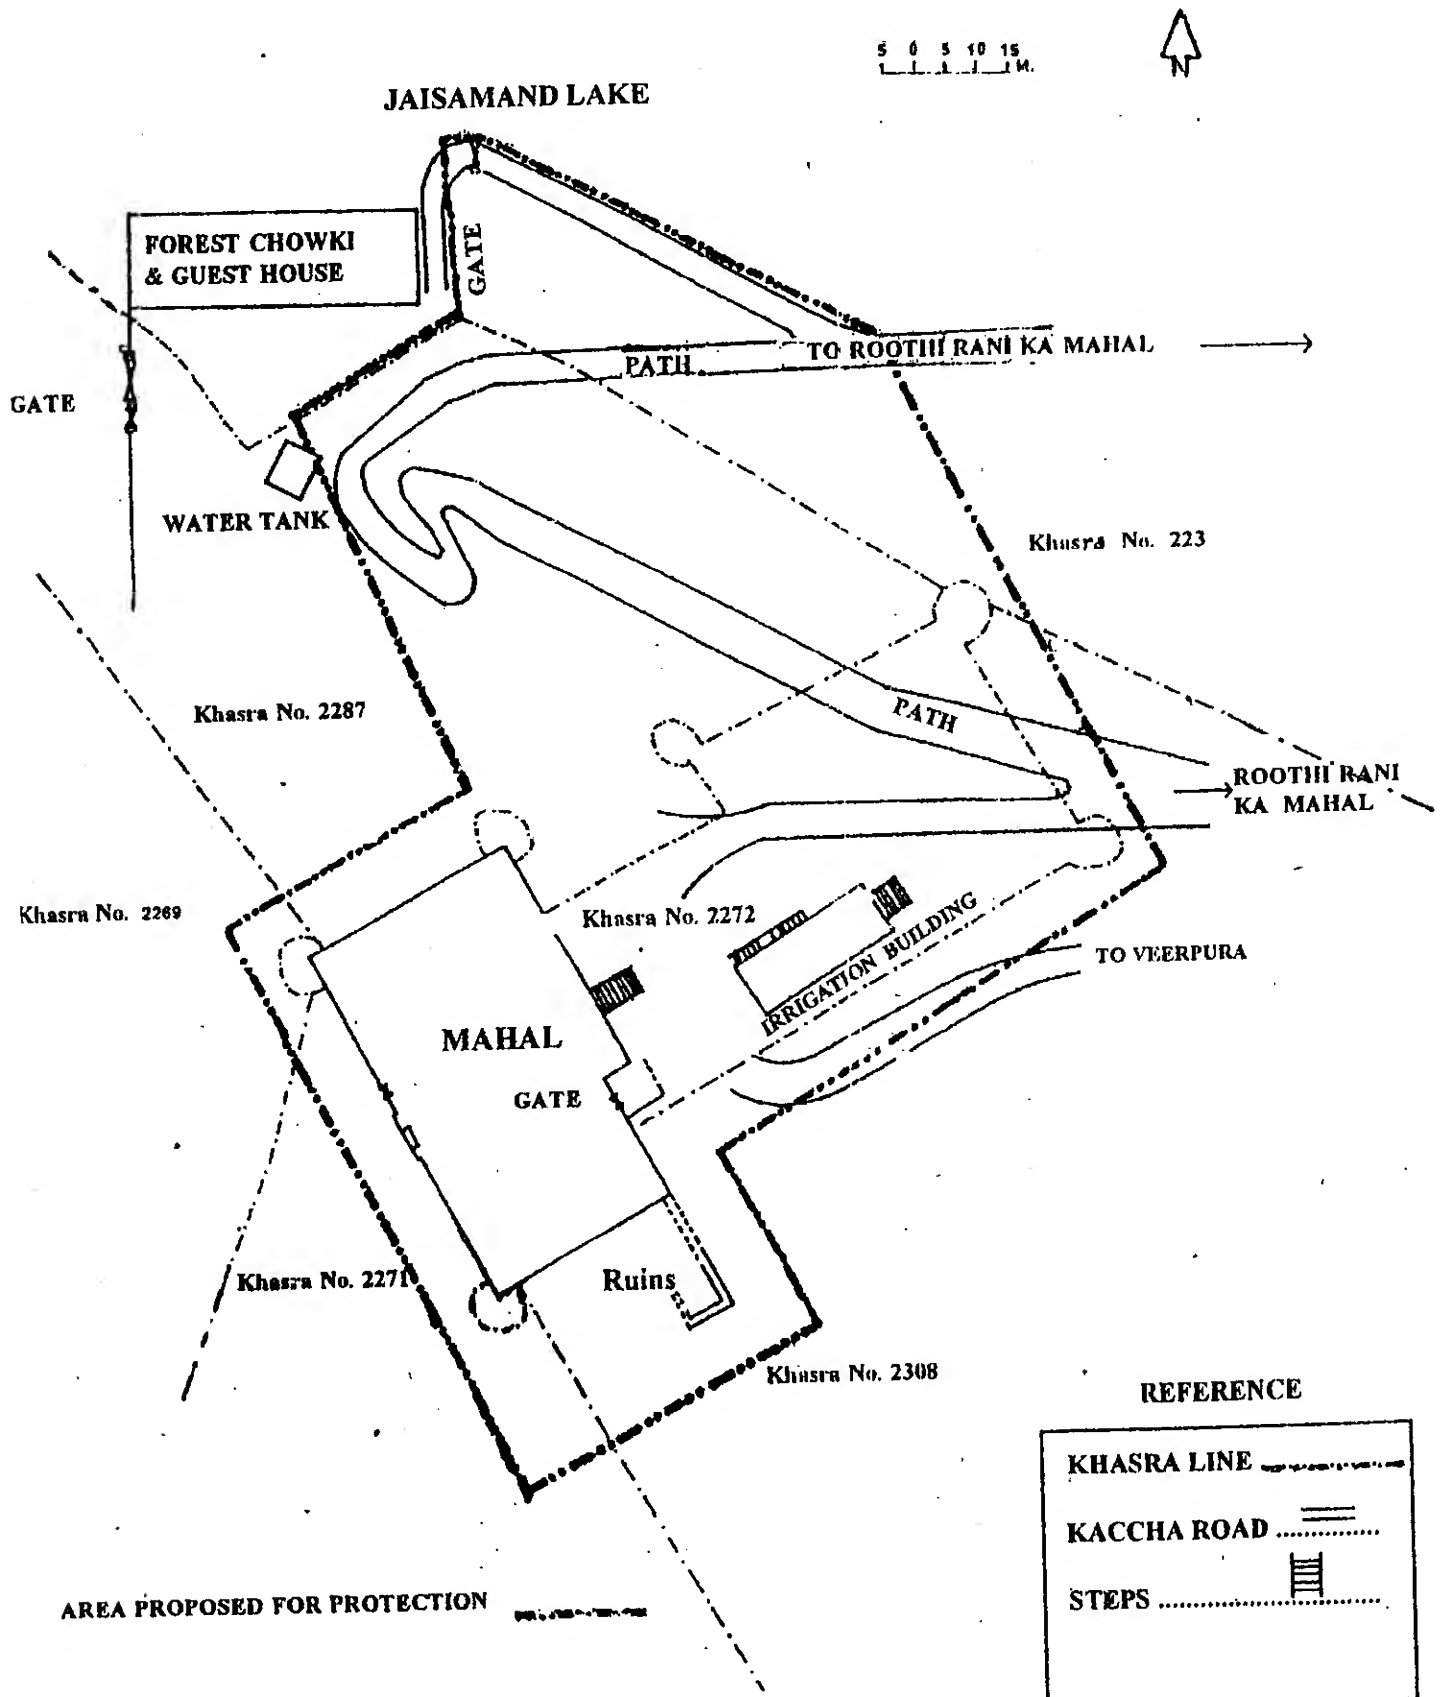 5 0 5 10 15
M.
N
JAISAMAND LAKE
FOREST CHOWKI
& GUEST HOUSE
GATE
GATE
PATH
TO ROOTHI RANI KA MAHAL
WATER TANK
Khasra No. 223
Khasra No. 2287
PATH
ROOTHI RANI
KA MAHAL
Khasra No. 2269
Khasra No. 2272
IRRIGATION BUILDING
TO VEERPURA
MAHAL
GATE
Khasra No. 2271
Ruins
Khasra No. 2308
REFERENCE
KHASRA LINE
KACCHA ROAD ..............
STEPS ..............................
AREA PROPOSED FOR PROTECTION